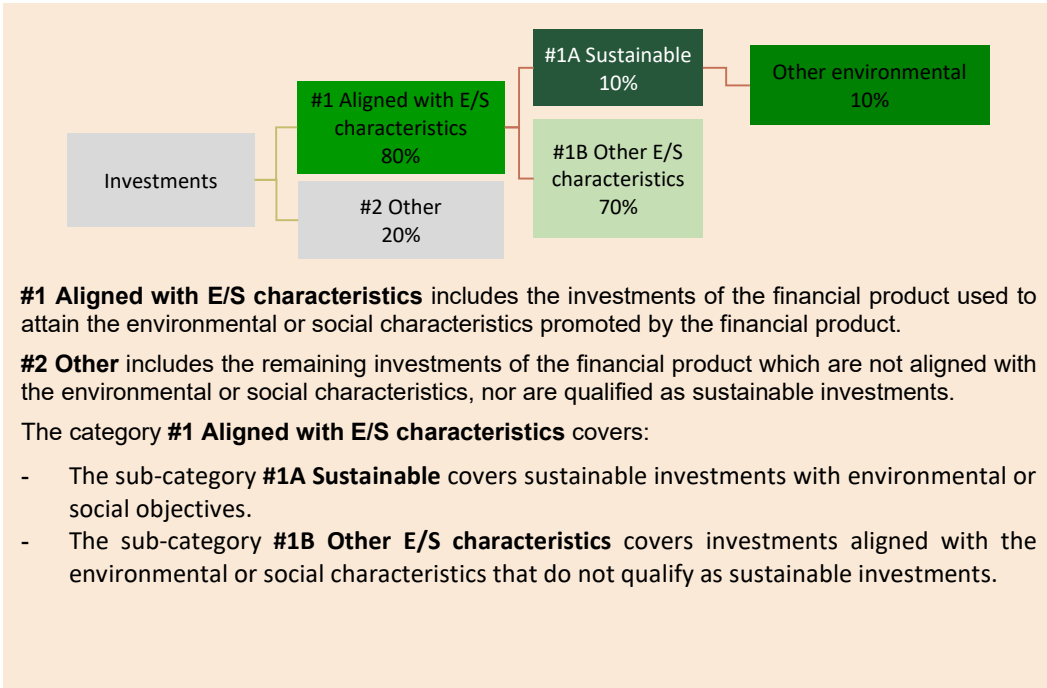 Investments
#1 Aligned with E/S
characteristics
80%
#2 Other
20%
#1A Sustainable
10%
#1B Other E/S
characteristics
70%
Other environmental
10%
#1 Aligned with E/S characteristics includes the investments of the financial product used to
attain the environmental or social characteristics promoted by the financial product.
#2 Other includes the remaining investments of the financial product which are not aligned with
the environmental or social characteristics, nor are qualified as sustainable investments.
The category #1 Aligned with E/S characteristics covers:
- The sub-category #1A Sustainable covers sustainable investments with environmental or
social objectives.
- The sub-category #1B Other E/S characteristics covers investments aligned with the
environmental or social characteristics that do not qualify as sustainable investments.